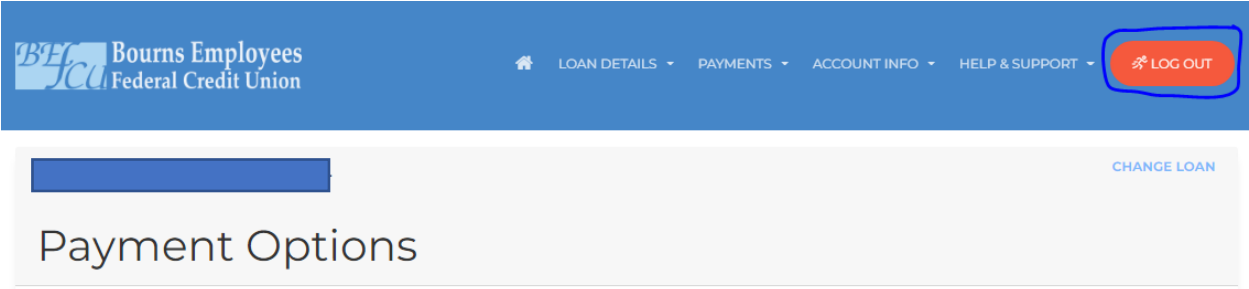 BEFCU Bourns Employees
Federal Credit Union
LOAN DETAILS PAYMENTS ACCOUNT INFO HELP & SUPPORT LOG OUT
CHANGE LOAN
Payment Options